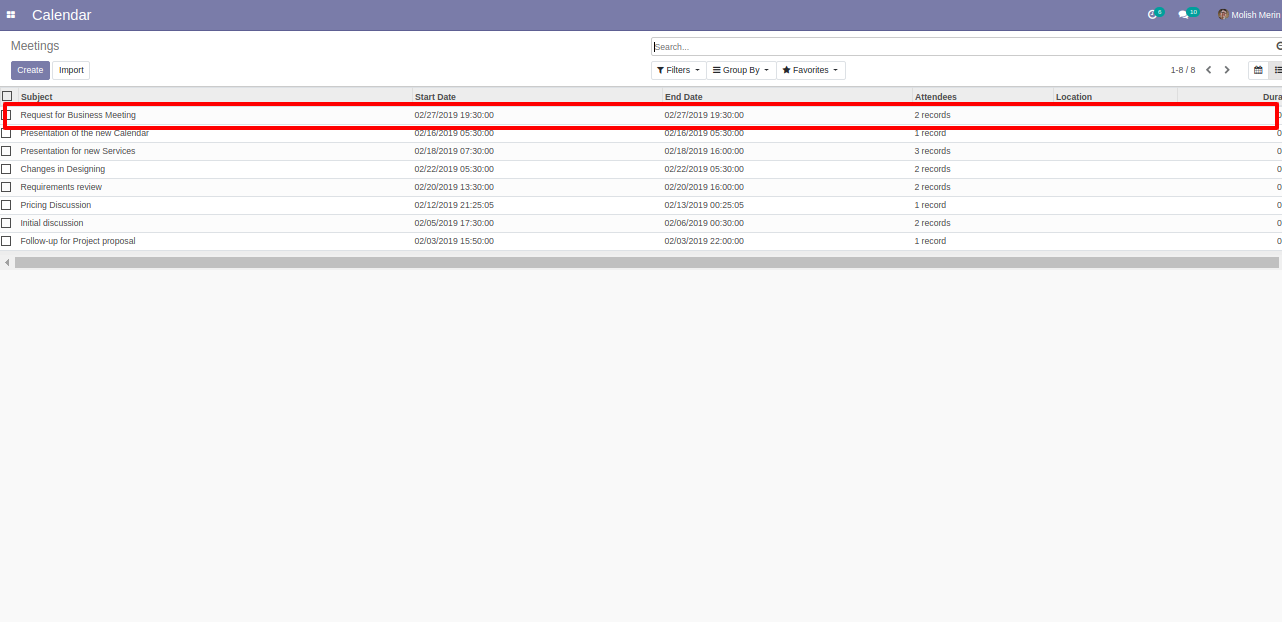 Calendar 6 10 Molish Merin
Meetings Search...
Create Import Filters Group By Favorites 1-8 / 8
Subject Start Date End Date Attendees Location Dura
Request for Business Meeting 02/27/2019 19:30:00 02/27/2019 19:30:00 2 records 0
Presentation of the new Calendar 02/16/2019 05:30:00 02/16/2019 05:30:00 1 record 0
Presentation for new Services 02/18/2019 07:30:00 02/18/2019 16:00:00 3 records 0
Changes in Designing 02/22/2019 05:30:00 02/22/2019 05:30:00 2 records 0
Requirements review 02/20/2019 13:30:00 02/20/2019 16:00:00 2 records 0
Pricing Discussion 02/12/2019 21:25:05 02/13/2019 00:25:05 1 record 0
Initial discussion 02/05/2019 17:30:00 02/06/2019 00:30:00 2 records 0
Follow-up for Project proposal 02/03/2019 15:50:00 02/03/2019 22:00:00 1 record 0